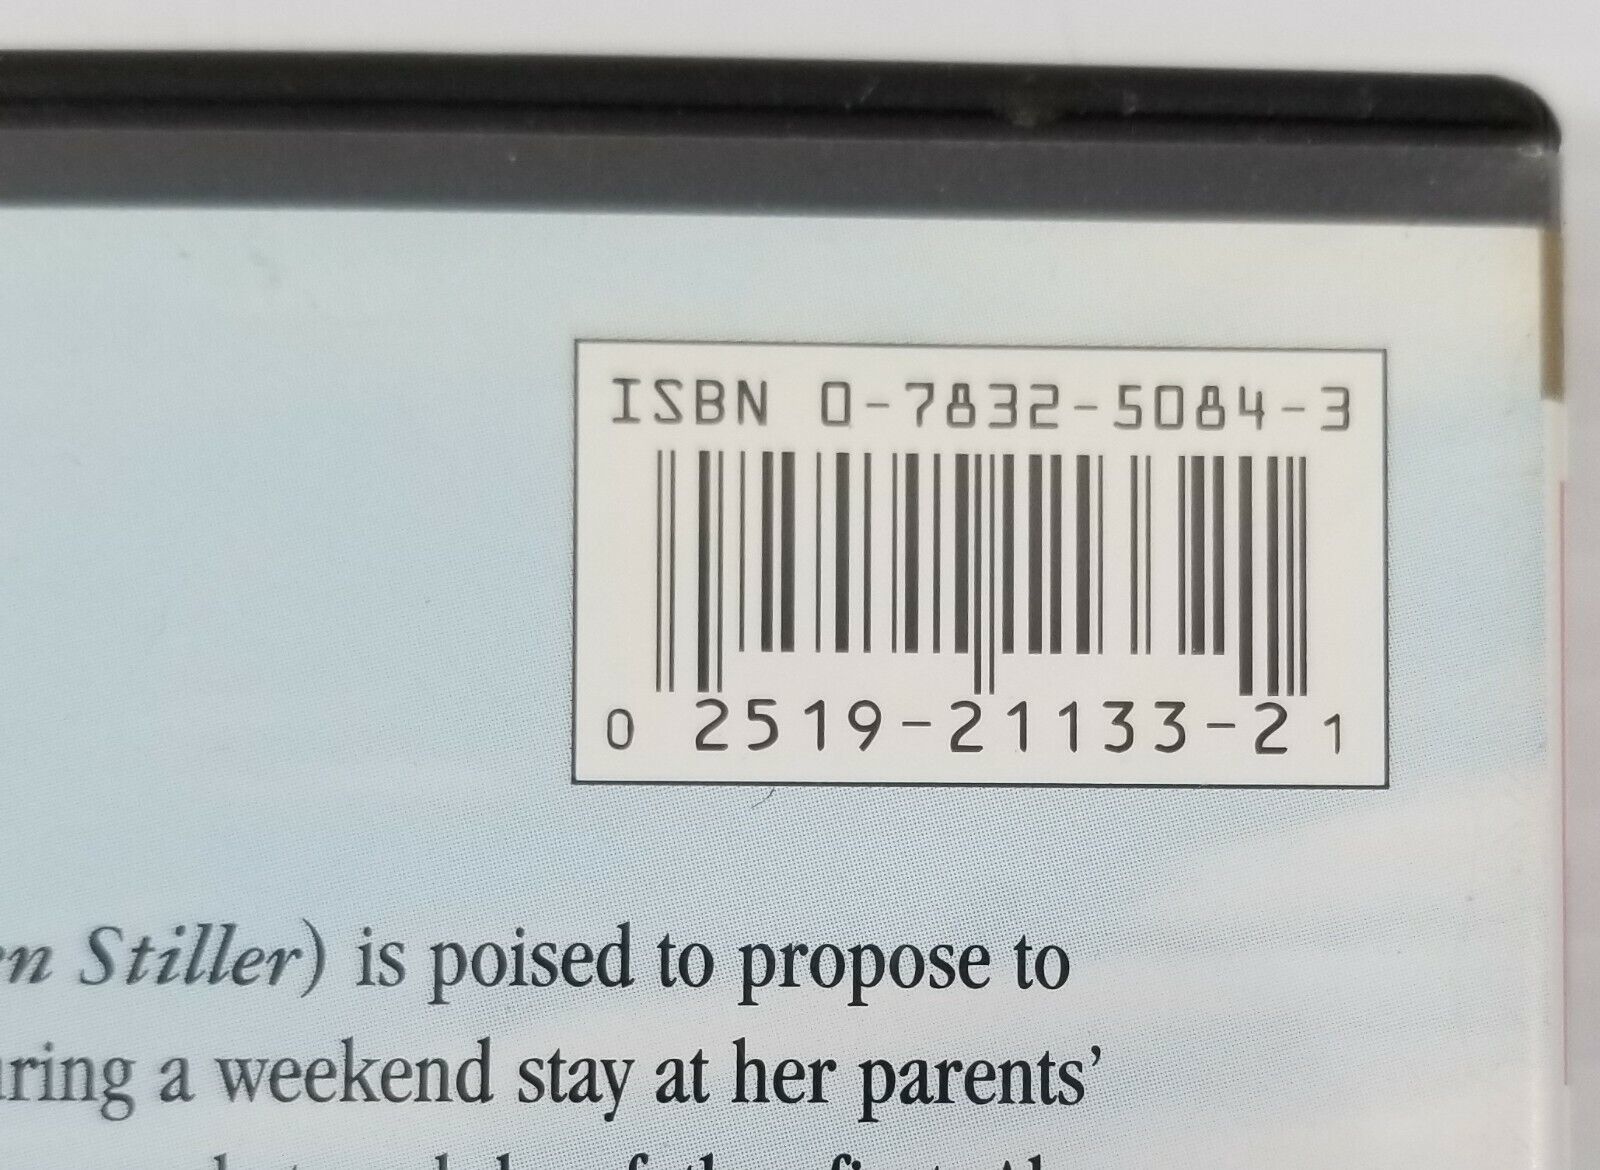 ISBN 0-7832-5084-3
0 2519-21133-2 1
n Stiller) is poised to propose to
ring a weekend stay at her parents'